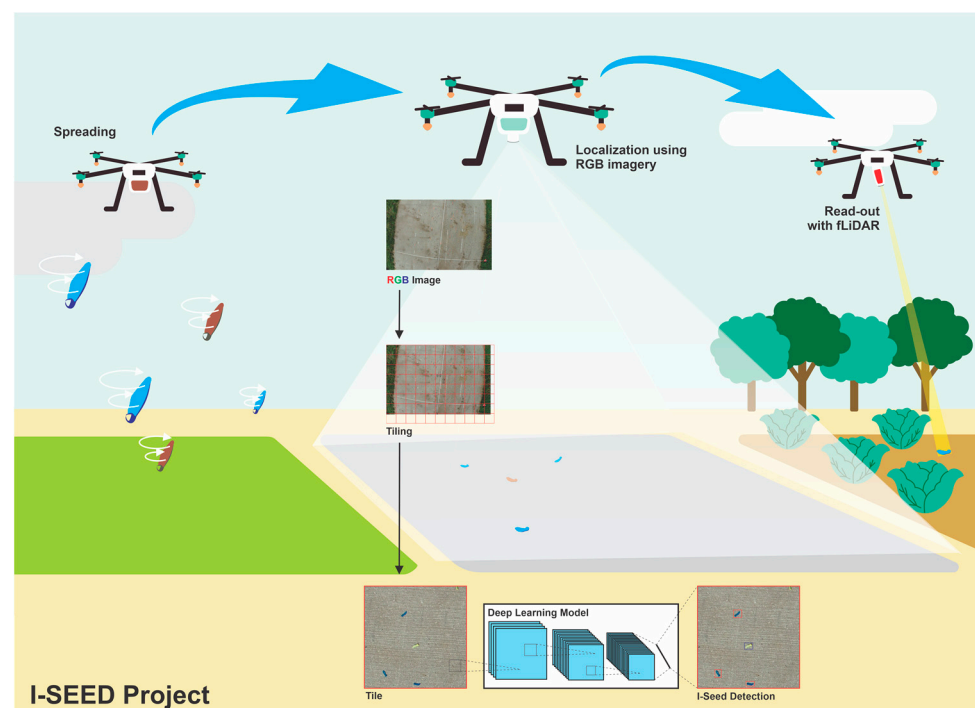 Spreading
Localization using
RGB imagery
Read-out
with fLiDAR
RGB Image
Tiling
Deep Learning Model
Tile
I-Seed Detection
I-SEED Project